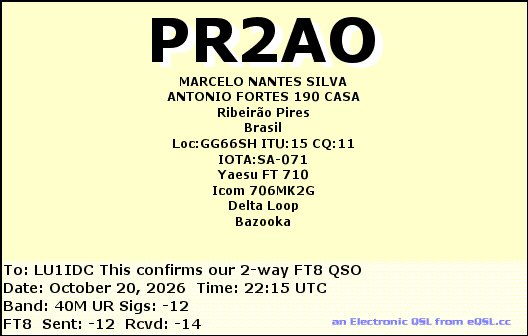 PR2AO
MARCELO NANTES SILVA
ANTONIO FORTES 190 CASA
Ribeirão Pires
Brasil
Loc:GG66SH ITU:15 CQ:11
IOTA:SA-071
Yaesu FT 710
Icom 706MK2G
Delta Loop
Bazooka
To: LU1IDC This confirms our 2-way FT8 QSO
Date: October 20, 2026 Time: 22:15 UTC
Band: 40M UR Sigs: -12
FT8 Sent: -12 Rcvd: -14
an Electronic QSL from eQSL.cc